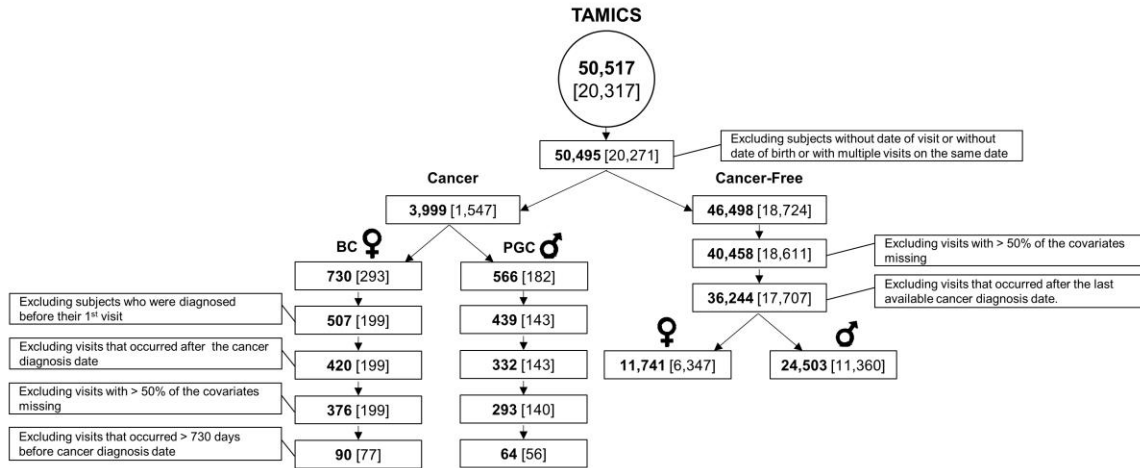 TAMICS
50,517
[20,317]
Excluding subjects without date of visit or without
date of birth or with multiple visits on the same date
50,495 [20,271]
Cancer
Cancer-Free
3,999 [1,547]
46,498 [18,724]
BC
PGC
40,458 [18,611]
Excluding visits with > 50% of the covariates
missing
730 [293]
566 [182]
36,244 [17,707]
Excluding visits that occurred after the last
available cancer diagnosis date.
Excluding subjects who were diagnosed
before their 1st visit
507 [199]
439 [143]
11,741 [6,347]
24,503 [11,360]
Excluding visits that occurred after the cancer
diagnosis date
420 [199]
332 [143]
Excluding visits with > 50% of the covariates
missing
376 [199]
293 [140]
Excluding visits that occurred > 730 days
before cancer diagnosis date
90 [77]
64 [56]